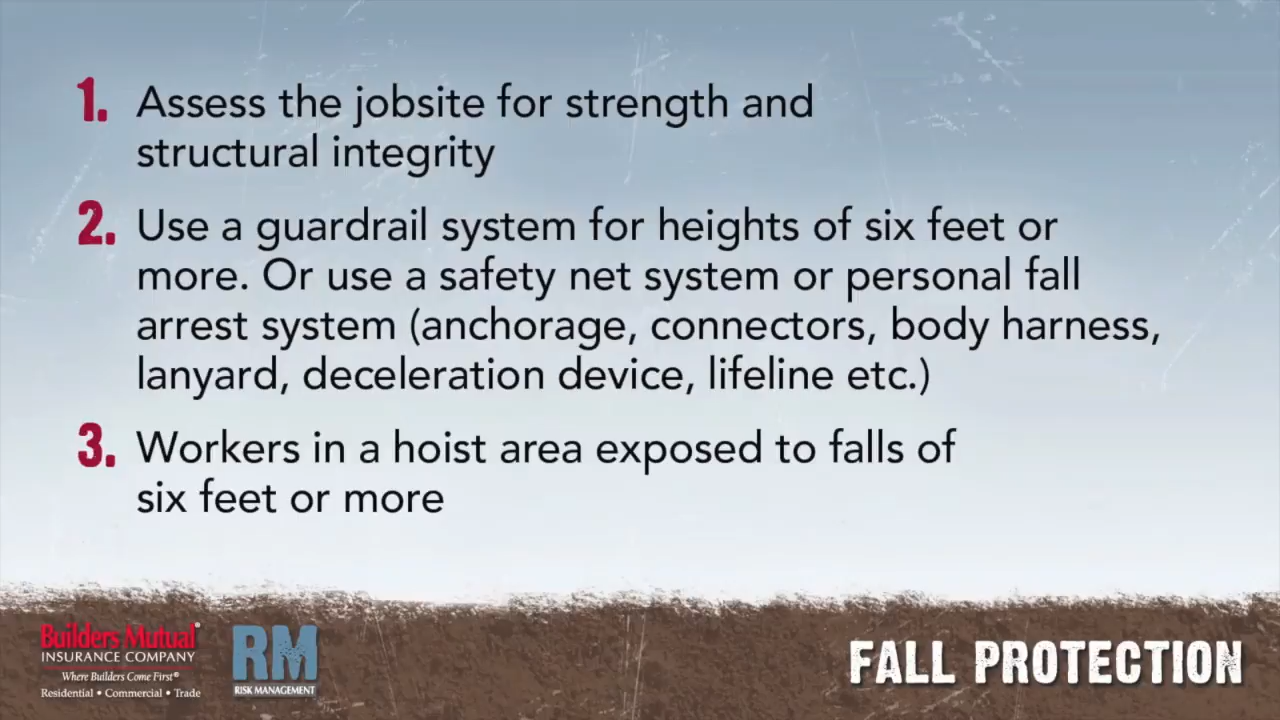 1. Assess the jobsite for strength and
structural integrity
2. Use a guardrail system for heights of six feet or
more. Or use a safety net system or personal fall
arrest system (anchorage, connectors, body harness,
lanyard, deceleration device, lifeline etc.)
3. Workers in a hoist area exposed to falls of
six feet or more
Builders Mutual®
INSURANCE COMPANY
Where Builders Come First®
Residential • Commercial • Trade
RM
RISK MANAGEMENT
FALL PROTECTION